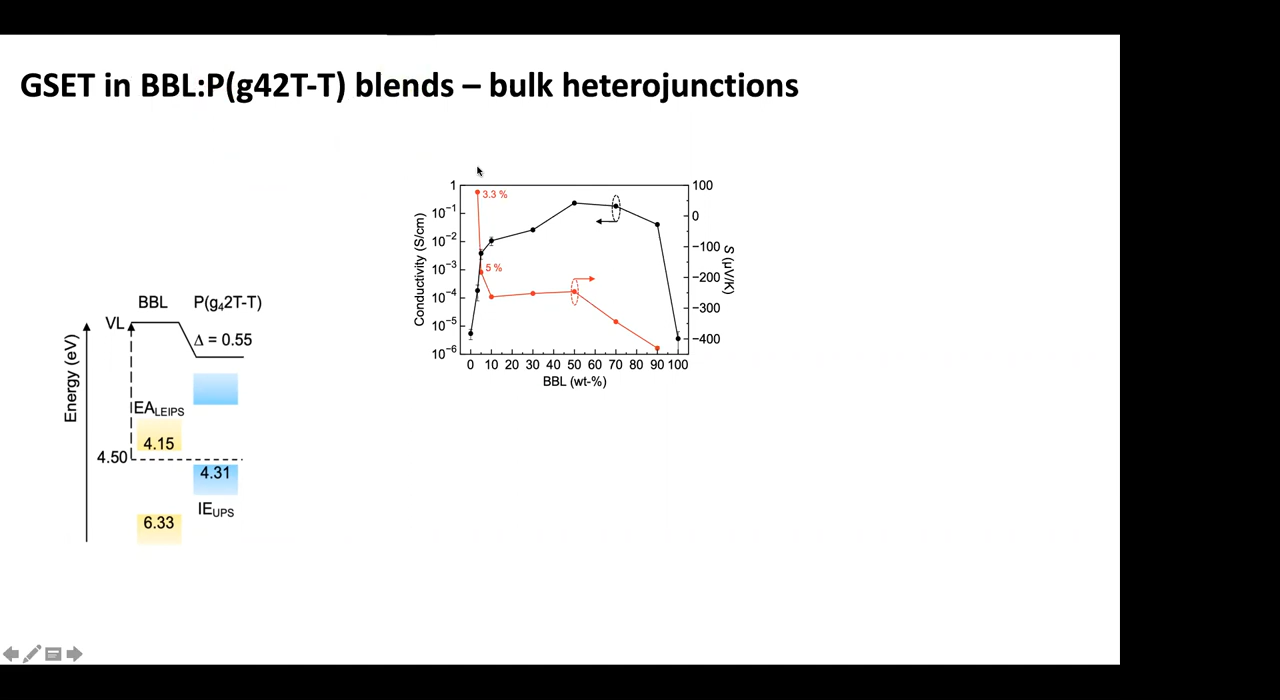 GSET in BBL:P(g42T-T) blends – bulk heterojunctions
BBL P(g₄2T-T)
VL
Δ = 0.55
Energy (eV)
EA_LEIPS
4.15
4.50
4.31
IE_UPS
6.33
1
10⁻¹
10⁻²
10⁻³
10⁻⁴
10⁻⁵
10⁻⁶
Conductivity (S/cm)
3.3 %
5 %
100
0
−100
−200
−300
−400
S (μV/K)
0 10 20 30 40 50 60 70 80 90 100
BBL (wt-%)